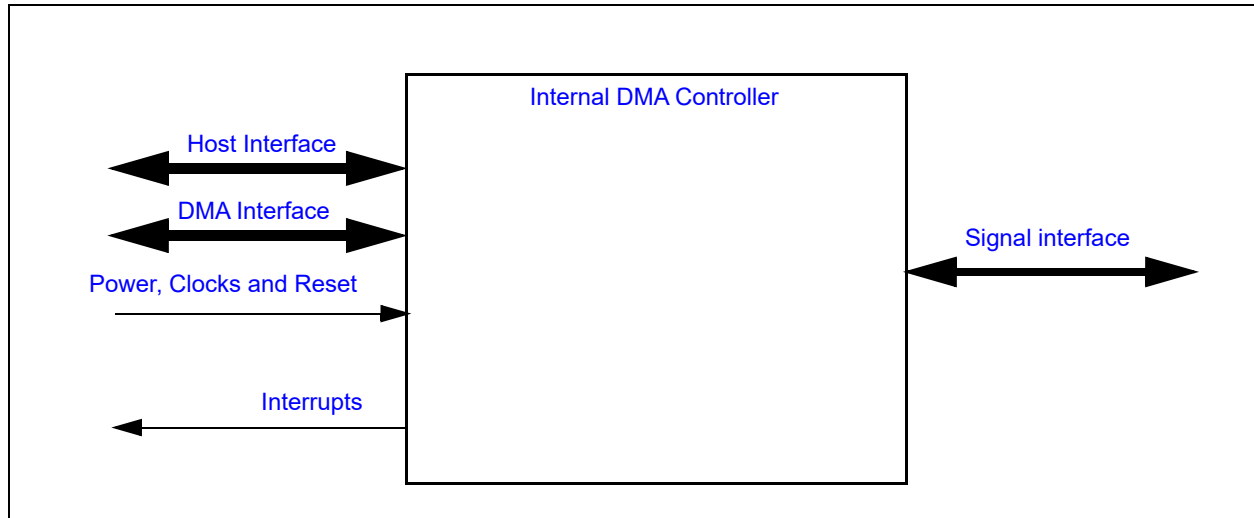 Internal DMA Controller
Host Interface
DMA Interface
Signal interface
Power, Clocks and Reset
Interrupts